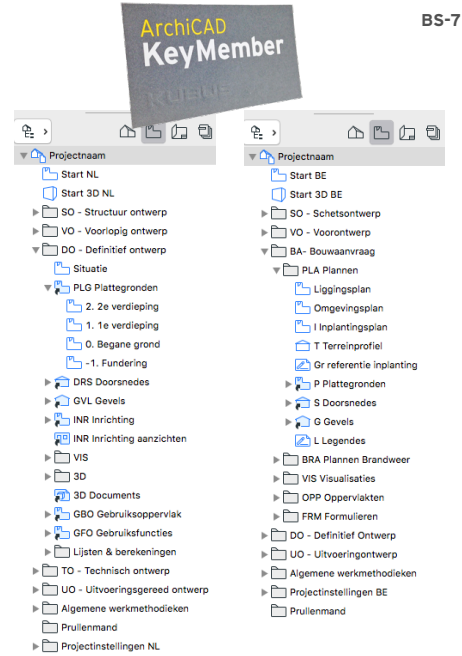 BS-7
ArchiCAD
KeyMember
KUBUS
Projectnaam
Start NL
Start 3D NL
SO - Structuur ontwerp
VO - Voorlopig ontwerp
DO - Definitief ontwerp
Situatie
PLG Plattegronden
2. 2e verdieping
1. 1e verdieping
0. Begane grond
-1. Fundering
DRS Doorsnedes
GVL Gevels
INR Inrichting
INR Inrichting aanzichten
VIS
3D
3D Documents
GBO Gebruiksoppervlak
GFO Gebruiksfuncties
Lijsten & berekeningen
TO - Technisch ontwerp
UO - Uitvoeringsgereed ontwerp
Algemene werkmethodieken
Prullenmand
Projectinstellingen NL
Projectnaam
Start BE
Start 3D BE
SO - Schetsontwerp
VO - Voorontwerp
BA- Bouwaanvraag
PLA Plannen
Liggingsplan
Omgevingsplan
I Inplantingsplan
T Terreinprofiel
Gr referentie inplanting
P Plattegronden
S Doorsnedes
G Gevels
L Legendes
BRA Plannen Brandweer
VIS Visualisaties
OPP Oppervlakten
FRM Formulieren
DO - Definitief Ontwerp
UO - Uitvoeringontwerp
Algemene werkmethodieken
Projectinstellingen BE
Prullenmand